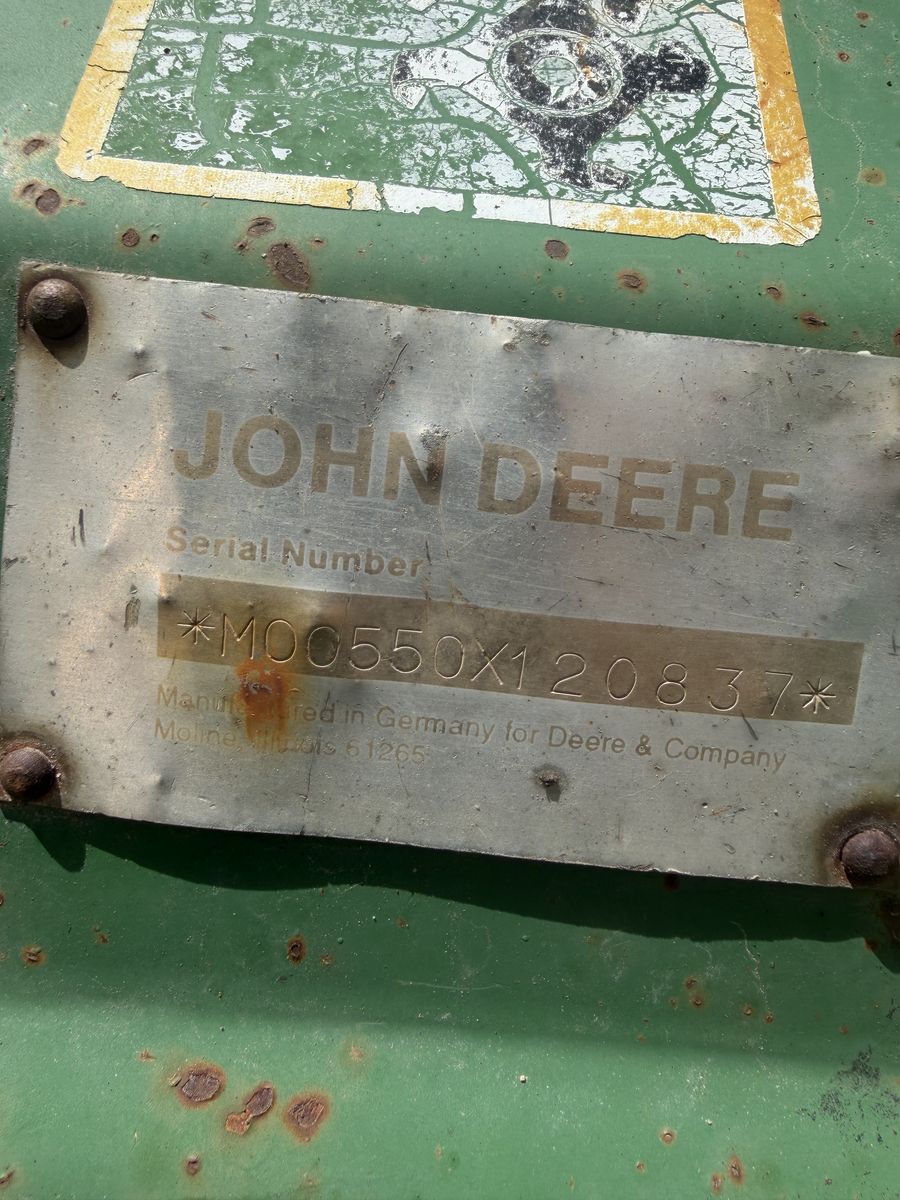 JOHN DEERE
Serial Number
*M00550X120837*
Manufactured in Germany for Deere & Company
Moline, Illinois 61265